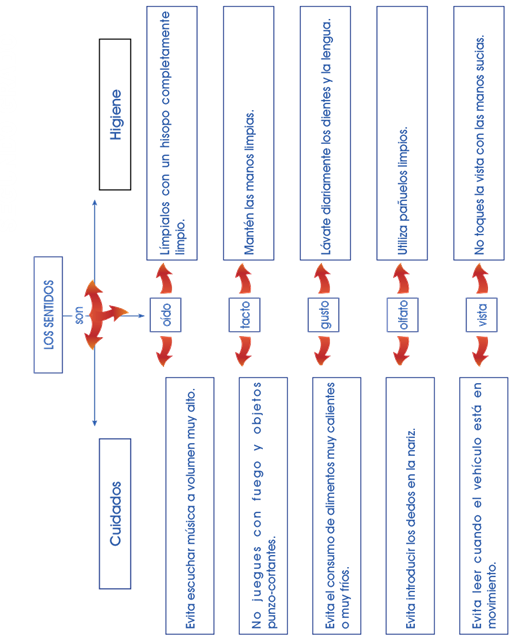 LOS SENTIDOS
son
Cuidados
Higiene
Evita escuchar música a volumen muy alto.
oído
Límpialos con un hisopo completamente
limpio.
No juegues con fuego y objetos
punzo-cortantes.
tacto
Mantén las manos limpias.
Evita el consumo de alimentos muy calientes
o muy fríos.
gusto
Lávate diariamente los dientes y la lengua.
Evita introducir los dedos en la nariz.
olfato
Utiliza pañuelos limpios.
Evita leer cuando el vehículo está en
movimiento.
vista
No toques la vista con las manos sucias.